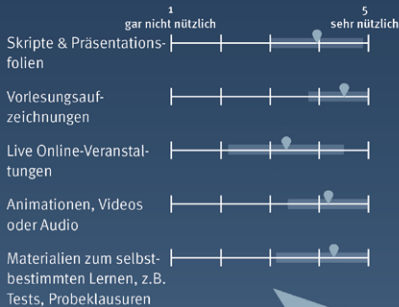 1
5
gar nicht nützlich
sehr nützlich
Skripte & Präsentations-
folien
Vorlesungsauf-
zeichnungen
Live Online-Veranstal-
tungen
Animationen, Videos
oder Audio
Materialien zum selbst-
bestimmten Lernen, z.B.
Tests, Probeklausuren